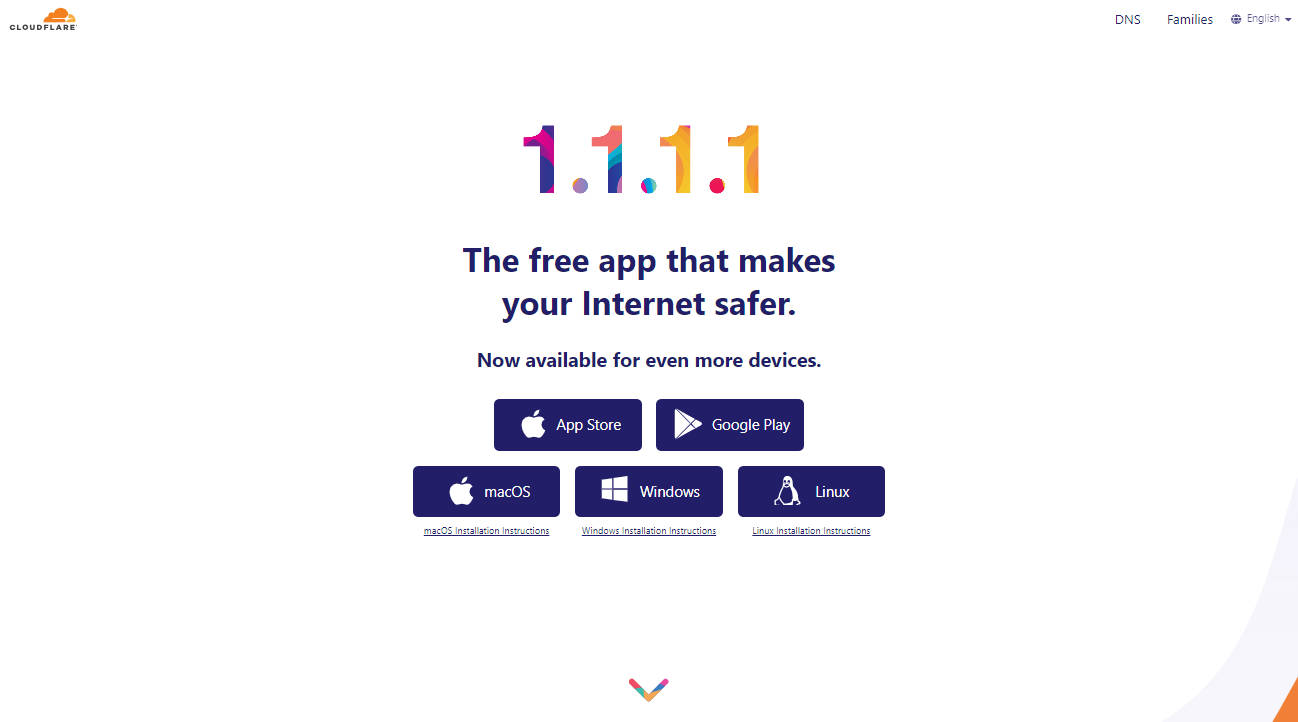 CLOUDFLARE
DNS Families English
1.1.1.1
The free app that makes
your Internet safer.
Now available for even more devices.
App Store Google Play
macOS Windows Linux
macOS Installation Instructions Windows Installation Instructions Linux Installation Instructions